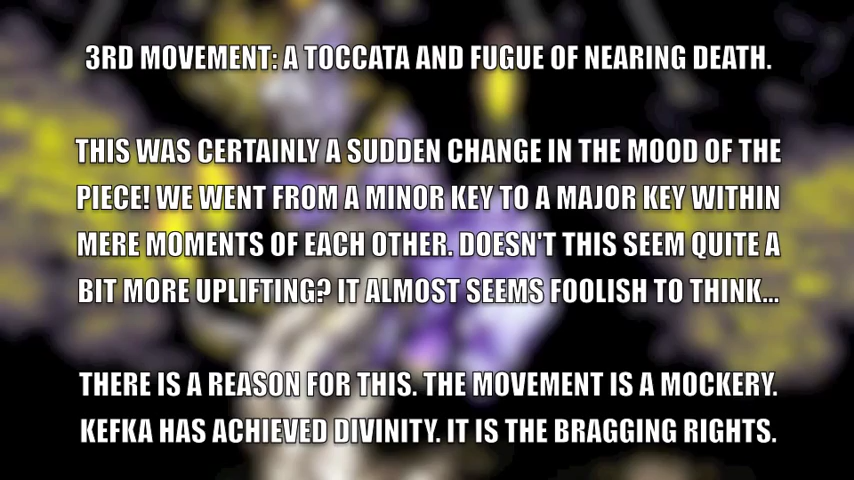 3RD MOVEMENT: A TOCCATA AND FUGUE OF NEARING DEATH.
THIS WAS CERTAINLY A SUDDEN CHANGE IN THE MOOD OF THE
PIECE! WE WENT FROM A MINOR KEY TO A MAJOR KEY WITHIN
MERE MOMENTS OF EACH OTHER. DOESN'T THIS SEEM QUITE A
BIT MORE UPLIFTING? IT ALMOST SEEMS FOOLISH TO THINK...
THERE IS A REASON FOR THIS. THE MOVEMENT IS A MOCKERY.
KEFKA HAS ACHIEVED DIVINITY. IT IS THE BRAGGING RIGHTS.